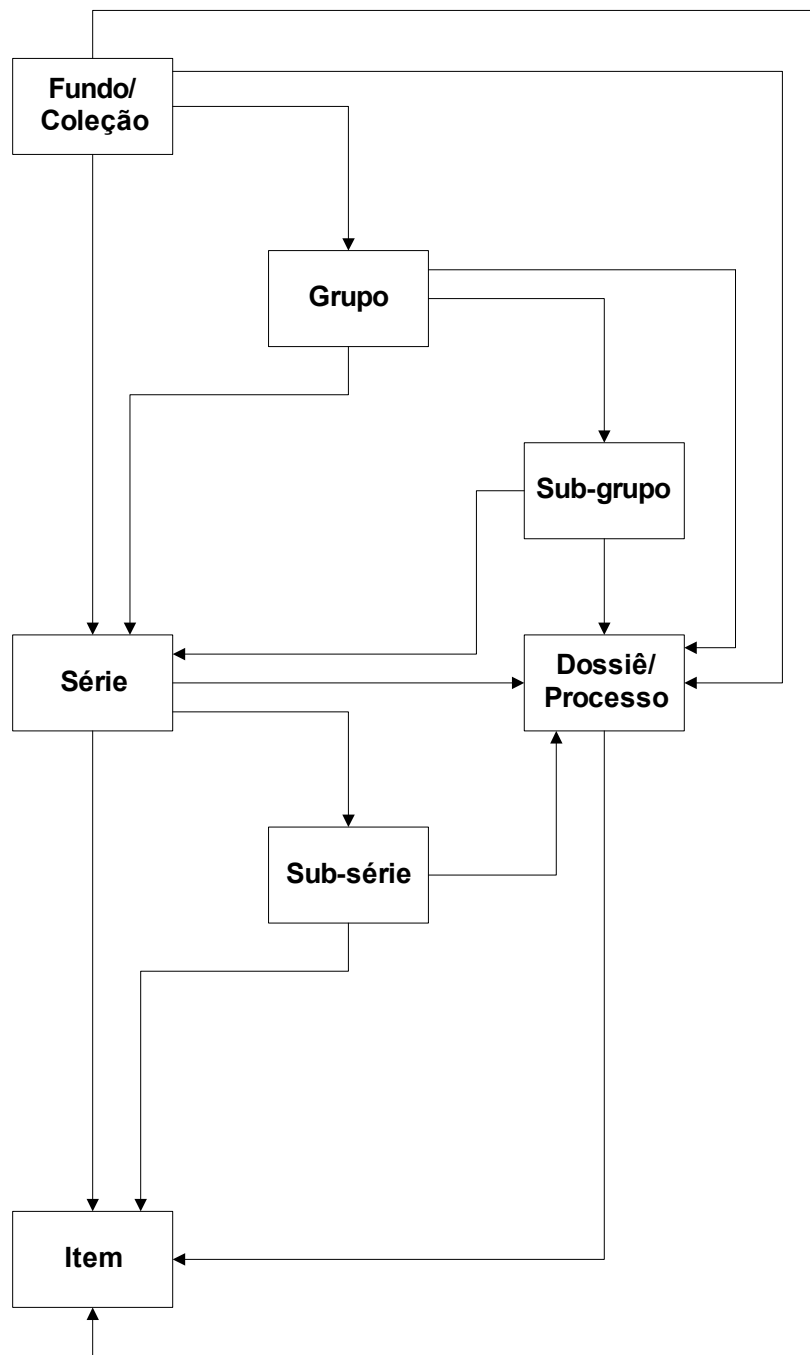 Fundo/
Coleção
Grupo
Sub-grupo
Série
Dossiê/
Processo
Sub-série
Item